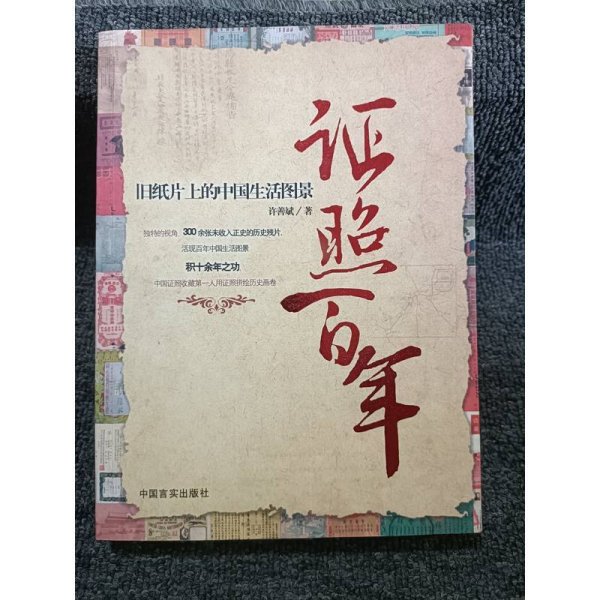 证照百年
旧纸片上的中国生活图景
许善斌/著
独特的视角 300余张未收入正史的历史残片,
活现百年中国生活图景
积十余年之功
中国证照收藏第一人用证照拼绘历史画卷
中国言实出版社